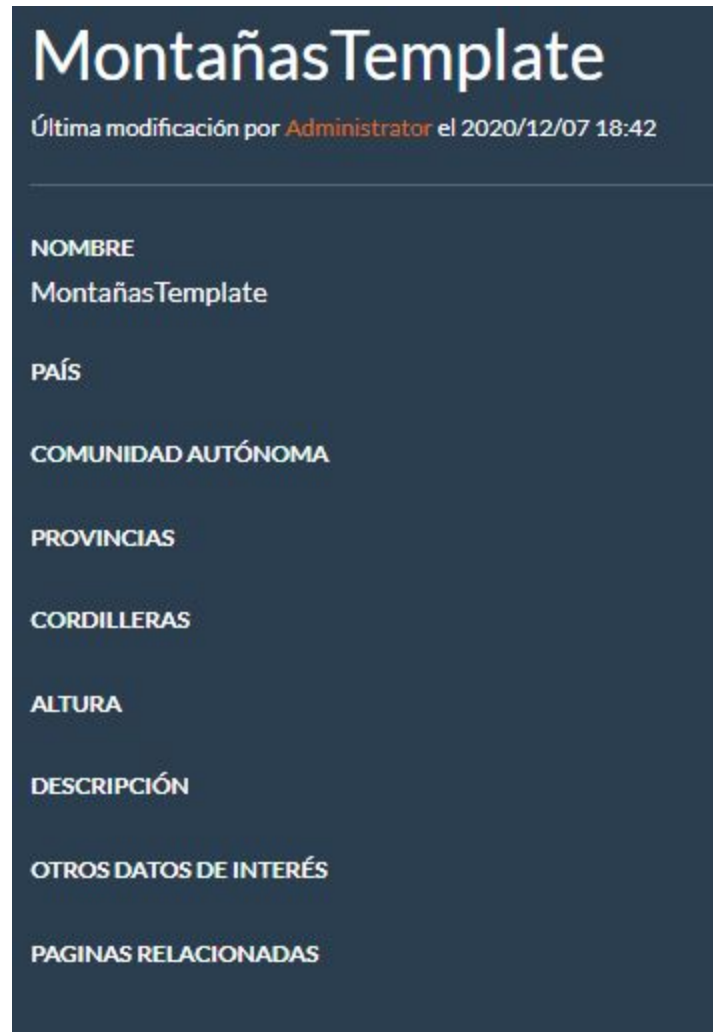 MontañasTemplate
Última modificación por Administrator el 2020/12/07 18:42
NOMBRE
MontañasTemplate
PAÍS
COMUNIDAD AUTÓNOMA
PROVINCIAS
CORDILLERAS
ALTURA
DESCRIPCIÓN
OTROS DATOS DE INTERÉS
PAGINAS RELACIONADAS